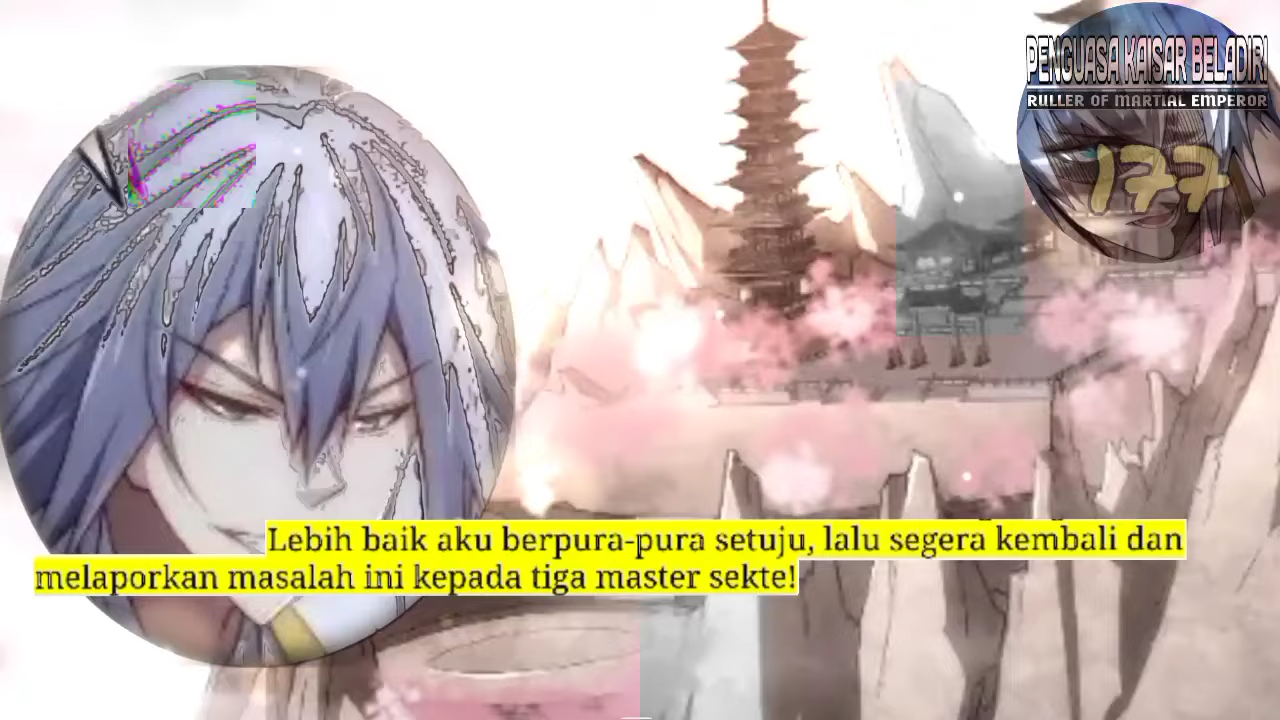 PENGUASA KAISAR BELADIRI
RULLER OF MARTIAL EMPEROR
177
Lebih baik aku berpura-pura setuju, lalu segera kembali dan
melaporkan masalah ini kepada tiga master sekte!